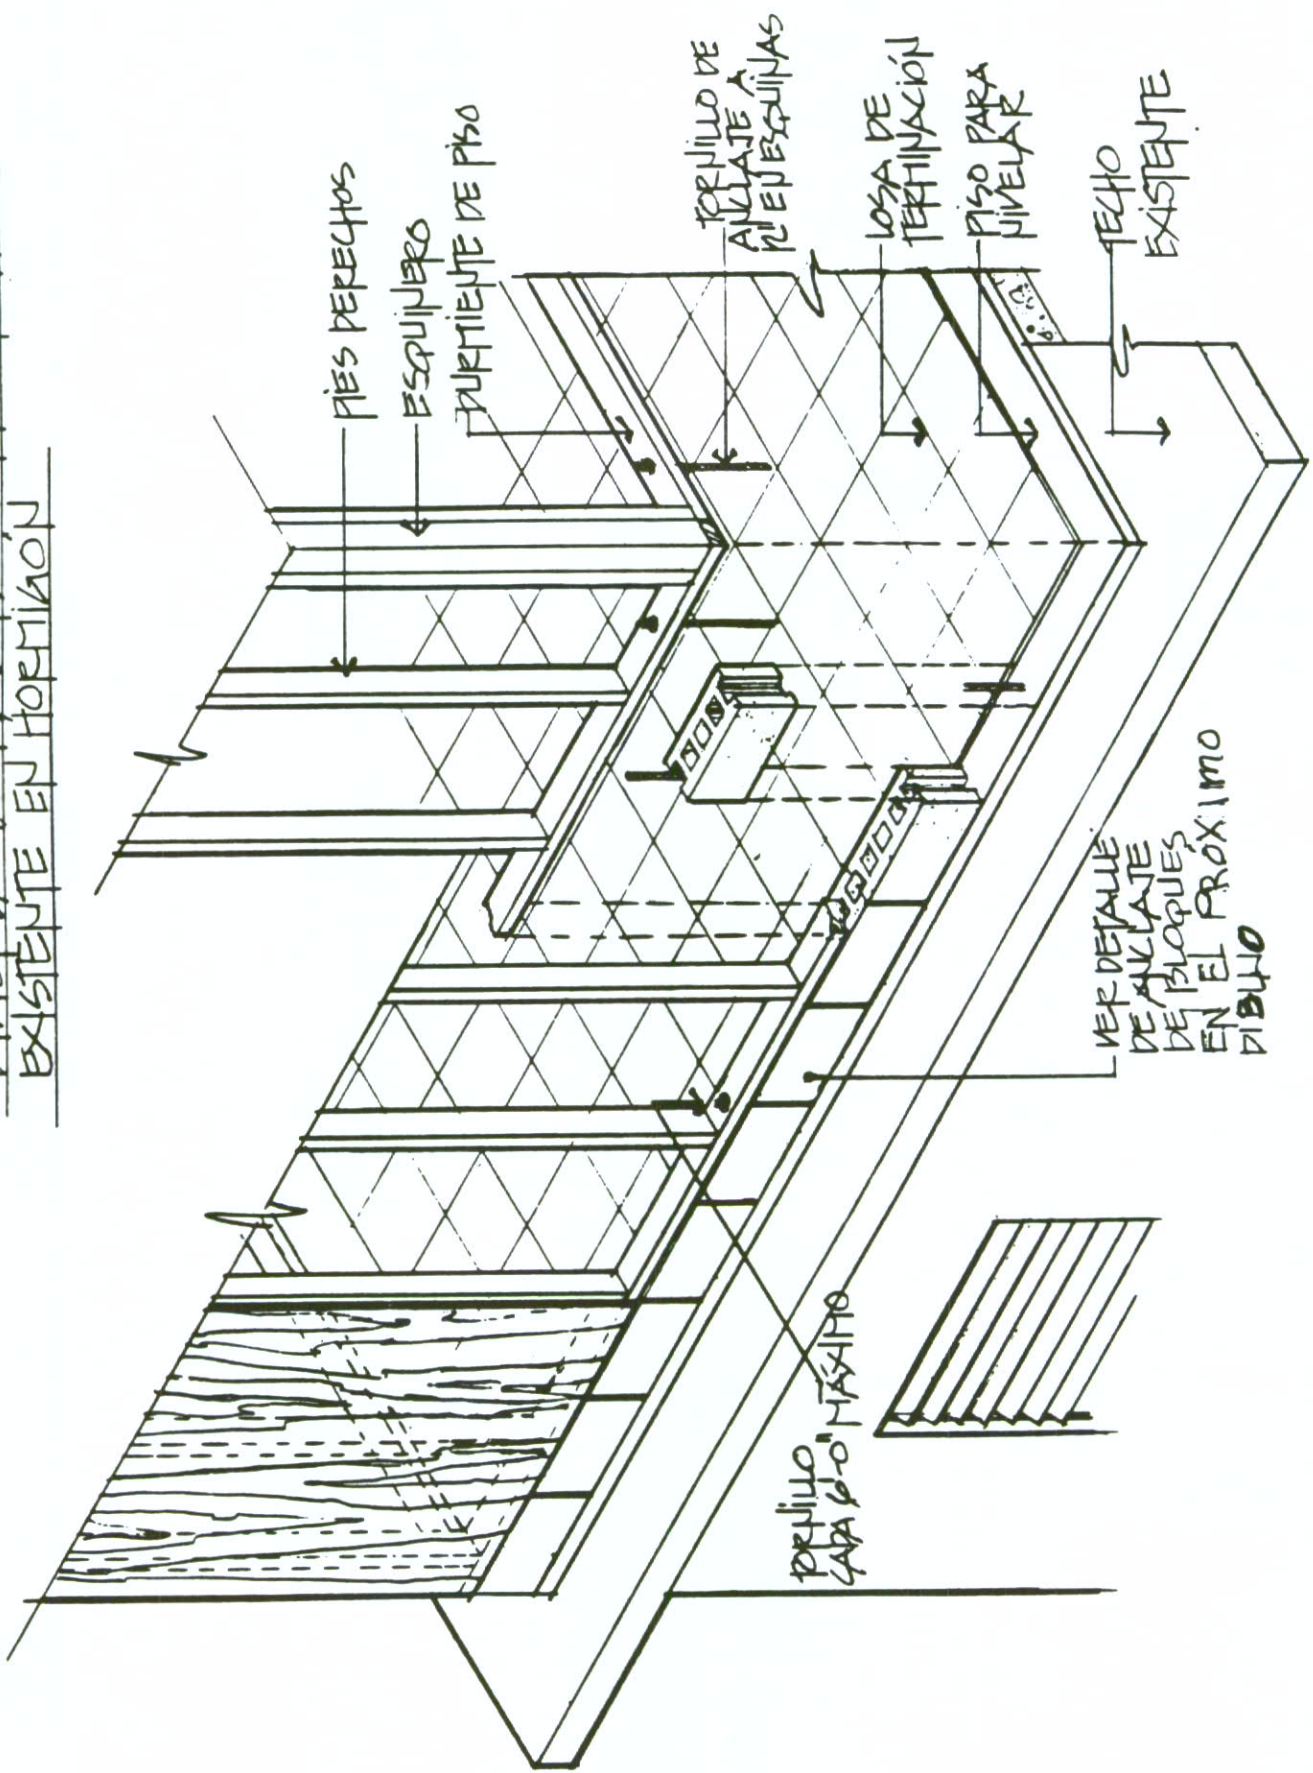 EXISTENTE EN HORMIGÓN
PIES DERECHOS
ESQUINERO
DURMIENTE DE PISO
TORNILLO DE
ANCLAJE A
12" EN ESQUINAS
LOSA DE
TERMINACIÓN
PISO PARA
NIVELAR
TECHO
EXISTENTE
TORNILLO
CADA 6'-0" MÁXIMO
VER DETALLE
DE ANCLAJE
DE BLOQUES
EN EL PRÓXIMO
DIBUJO